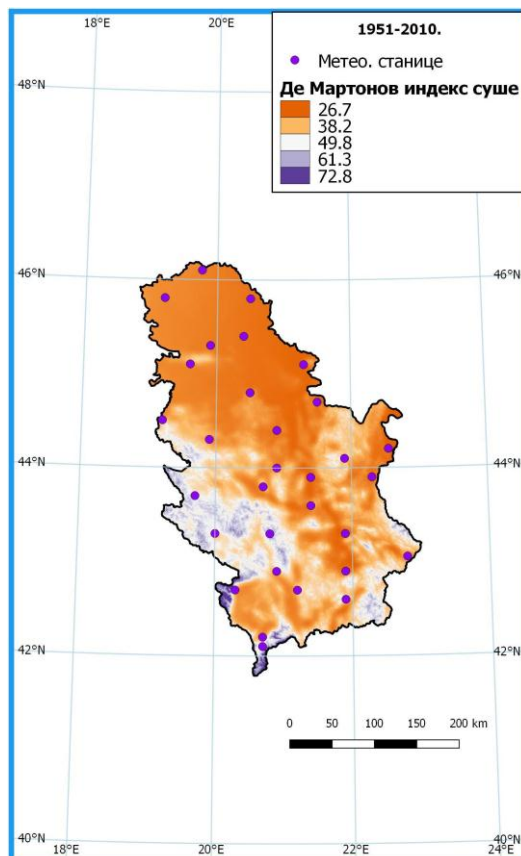 18°E
20°E
1951-2010.
Метео. станице
Де Мартонов индекс суше
26.7
38.2
49.8
61.3
72.8
48°N
46°N
46°N
44°N
44°N
42°N
42°N
0 50 100 150 200 km
40°N
40°N
18°E
20°E
22°E
24°E